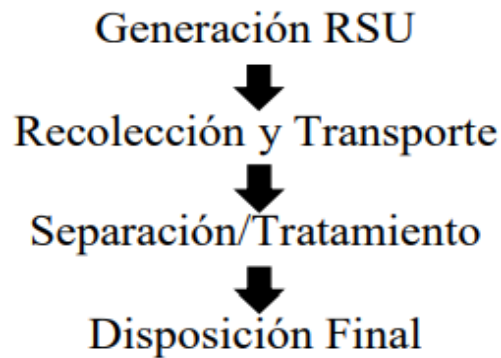 Generación RSU
Recolección y Transporte
Separación/Tratamiento
Disposición Final